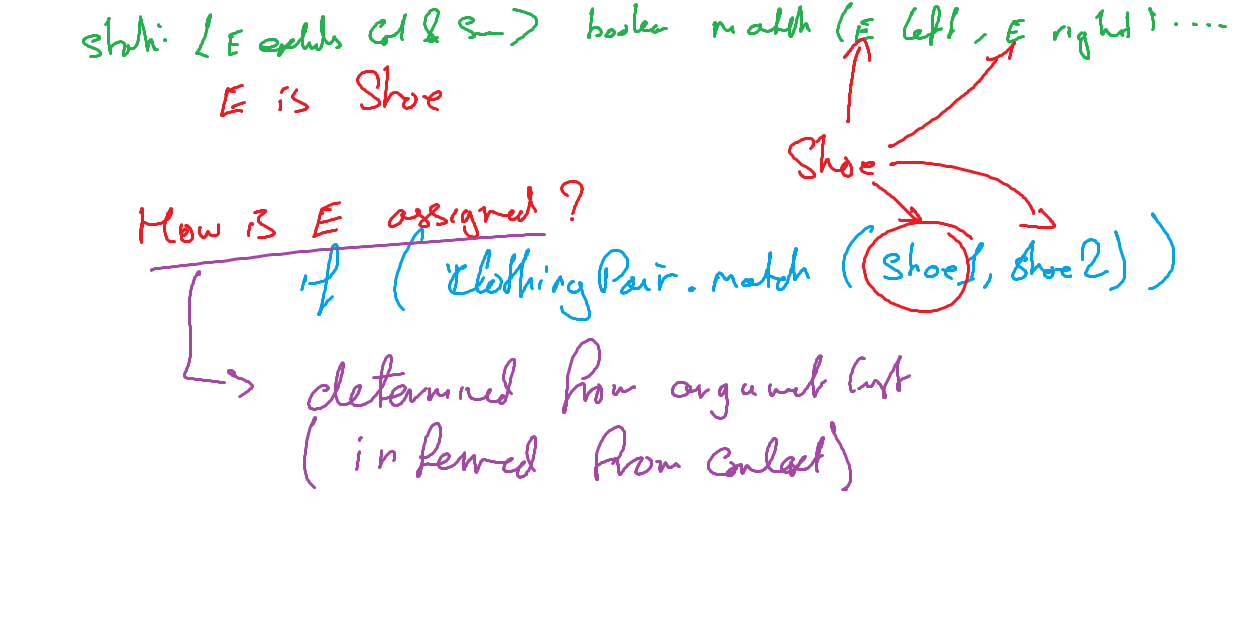 static <E extends Col & Sm> boolean match (E left, E right) ....
E is Shoe
Shoe
How is E assigned?
if (ClothingPair.match (shoe1, shoe2))
determined from argument list
(inferred from context)